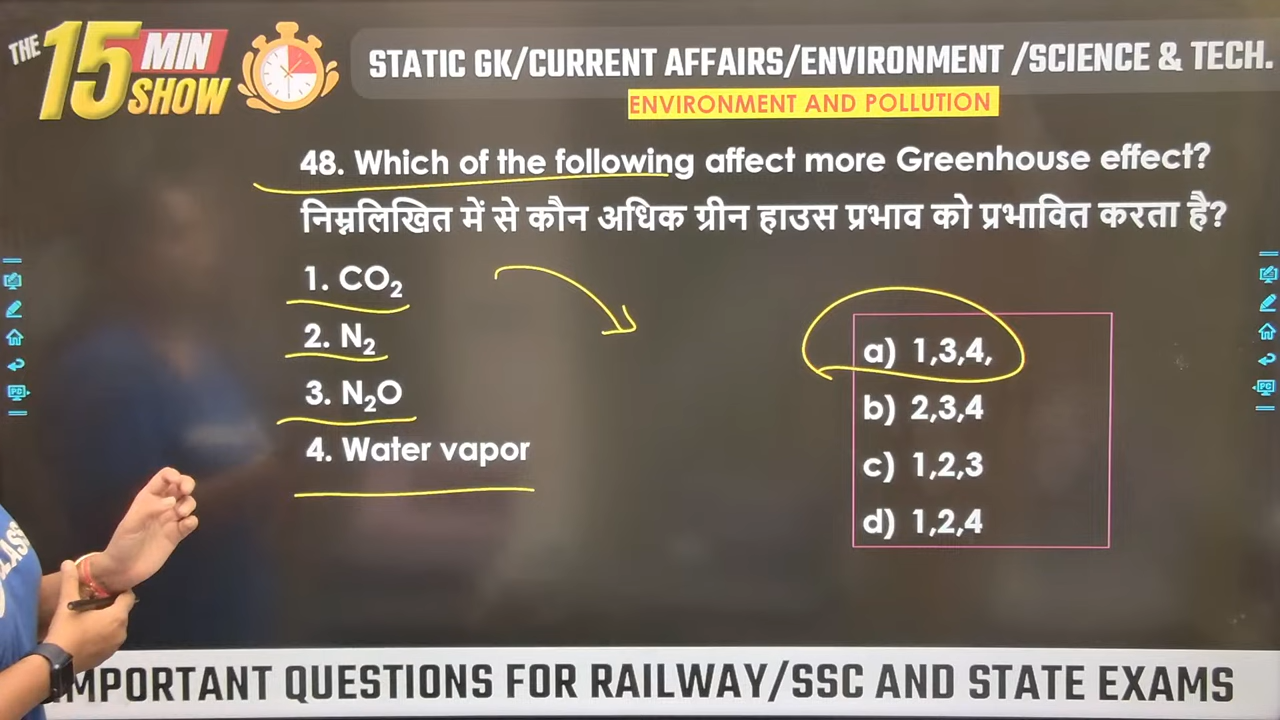 THE 15 MIN SHOW
STATIC GK/CURRENT AFFAIRS/ENVIRONMENT /SCIENCE & TECH.
ENVIRONMENT AND POLLUTION
48. Which of the following affect more Greenhouse effect?
निम्नलिखित में से कौन अधिक ग्रीन हाउस प्रभाव को प्रभावित करता है?
1. CO₂
2. N₂
3. N₂O
4. Water vapor
a) 1,3,4,
b) 2,3,4
c) 1,2,3
d) 1,2,4
PC
PC
IMPORTANT QUESTIONS FOR RAILWAY/SSC AND STATE EXAMS